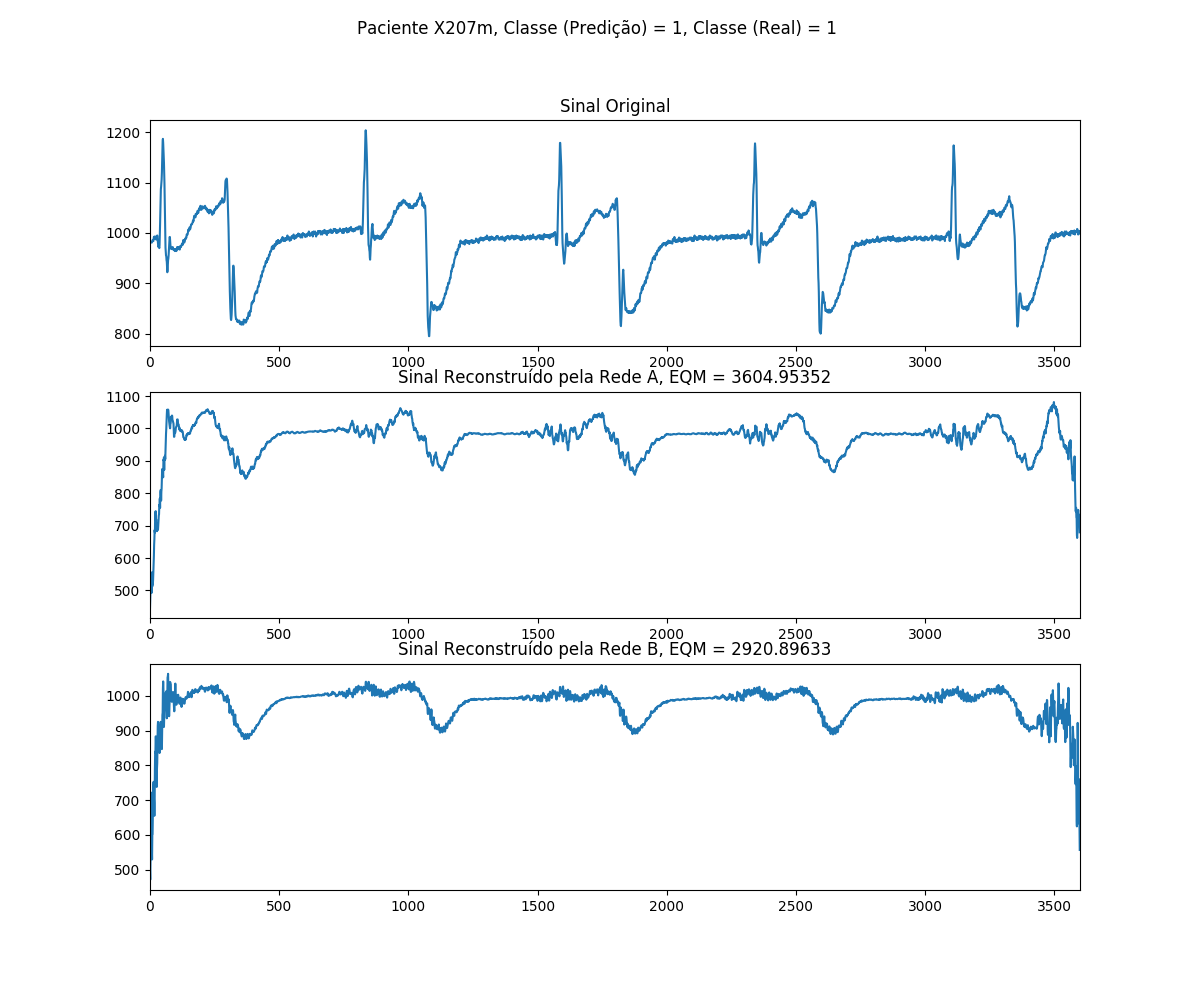 Paciente X207m, Classe (Predição) = 1, Classe (Real) = 1
Sinal Original
1200
1100
1000
900
800
0 500 1000 1500 2000 2500 3000 3500
Sinal Reconstruído pela Rede A, EQM = 3604.95352
1100
1000
900
800
700
600
500
0 500 1000 1500 2000 2500 3000 3500
Sinal Reconstruído pela Rede B, EQM = 2920.89633
1000
900
800
700
600
500
0 500 1000 1500 2000 2500 3000 3500